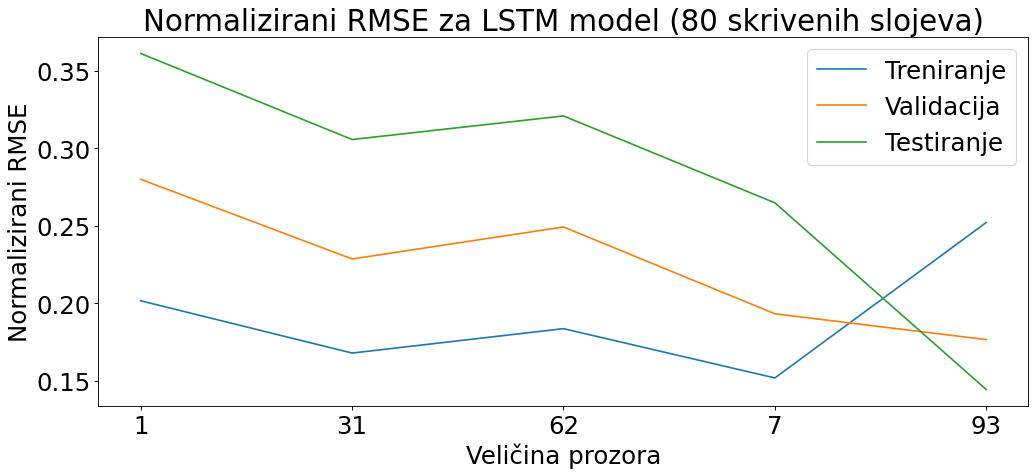 Normalizirani RMSE za LSTM model (80 skrivenih slojeva)
Normalizirani RMSE
0.35
0.30
0.25
0.20
0.15
Treniranje
Validacija
Testiranje
1 31 62 7 93
Veličina prozora